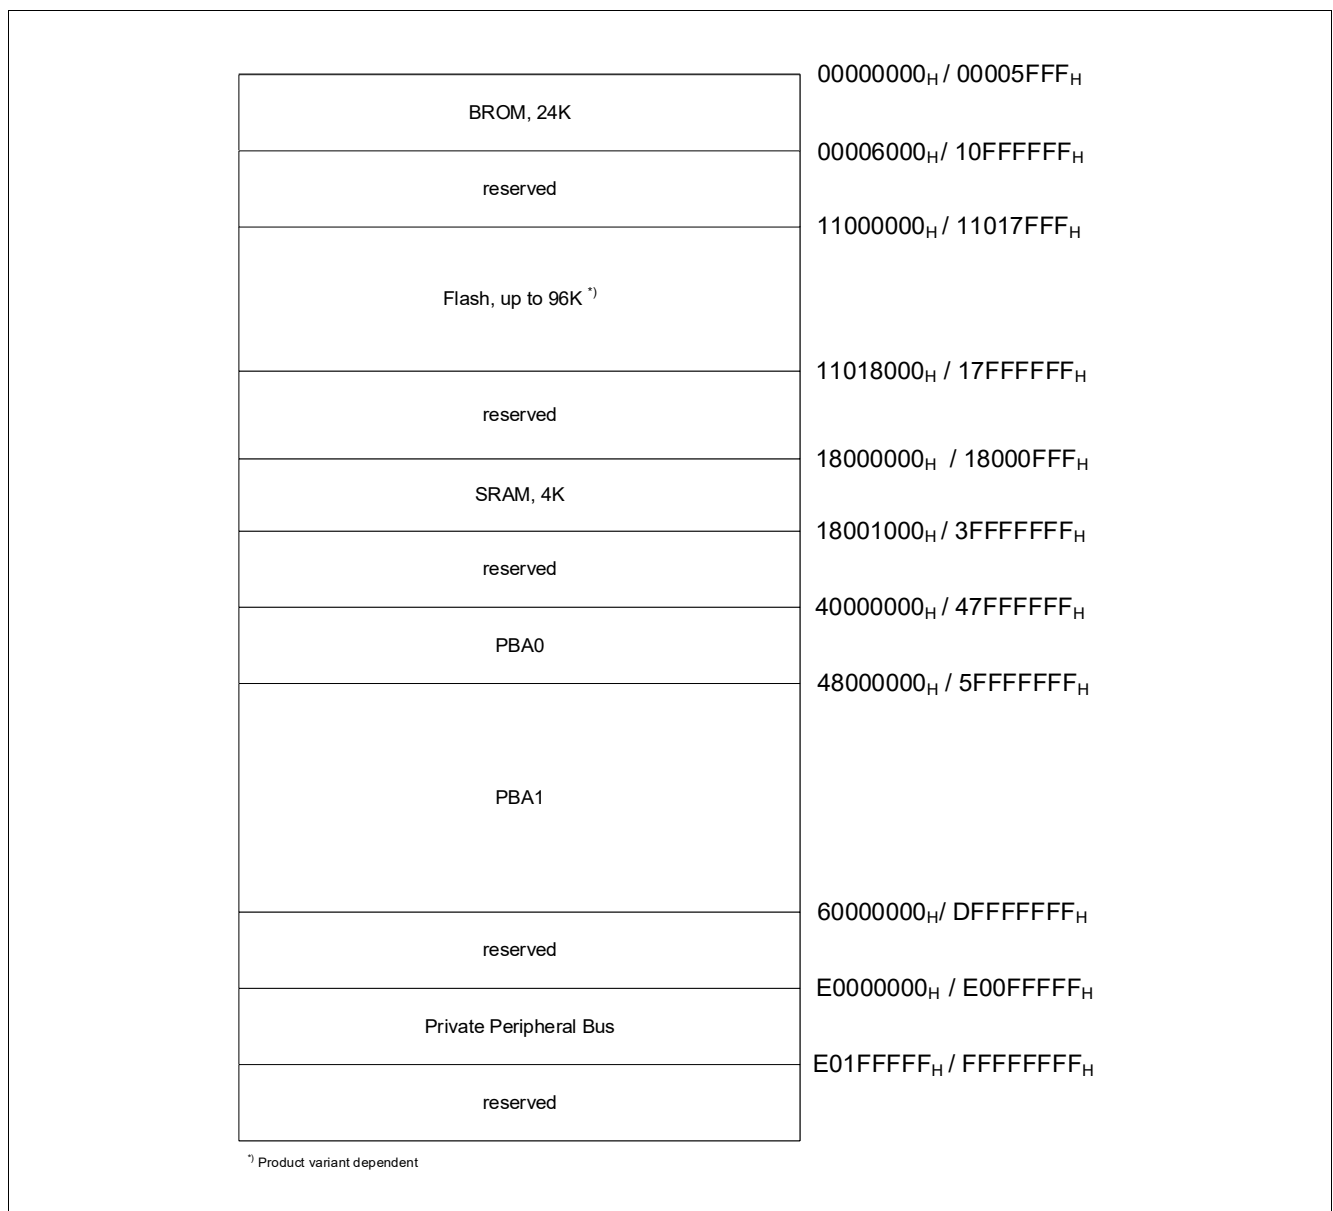 00000000H / 00005FFFH
BROM, 24K
00006000H / 10FFFFFFH
reserved
11000000H / 11017FFFH
Flash, up to 96K *)
11018000H / 17FFFFFFH
reserved
18000000H / 18000FFFH
SRAM, 4K
18001000H / 3FFFFFFFH
reserved
40000000H / 47FFFFFFH
PBA0
48000000H / 5FFFFFFFH
PBA1
60000000H/ DFFFFFFFH
reserved
E0000000H / E00FFFFFH
Private Peripheral Bus
E01FFFFFH / FFFFFFFFH
reserved
*) Product variant dependent